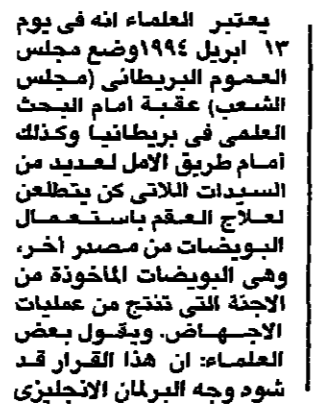 يعتبر العلماء انه فى يوم
١٣ ابريل ١٩٩٤وضع مجلس
العموم البريطانى (مجلس
الشعب) عقبة أمام البحث
العلمى فى بريطانيا وكذلك
أمام طريق الامل لعديد من
السيدات اللاتى كن يتطلعن
لعلاج العقم باستعمال
البويضات من مصدر أخر،
وهى البويضات المأخوذة من
الاجنة التى تنتج من عمليات
الاجهاض. ويقول بعض
العلماء: ان هذا القرار قد
شوه وجه البرلمان الانجليزى